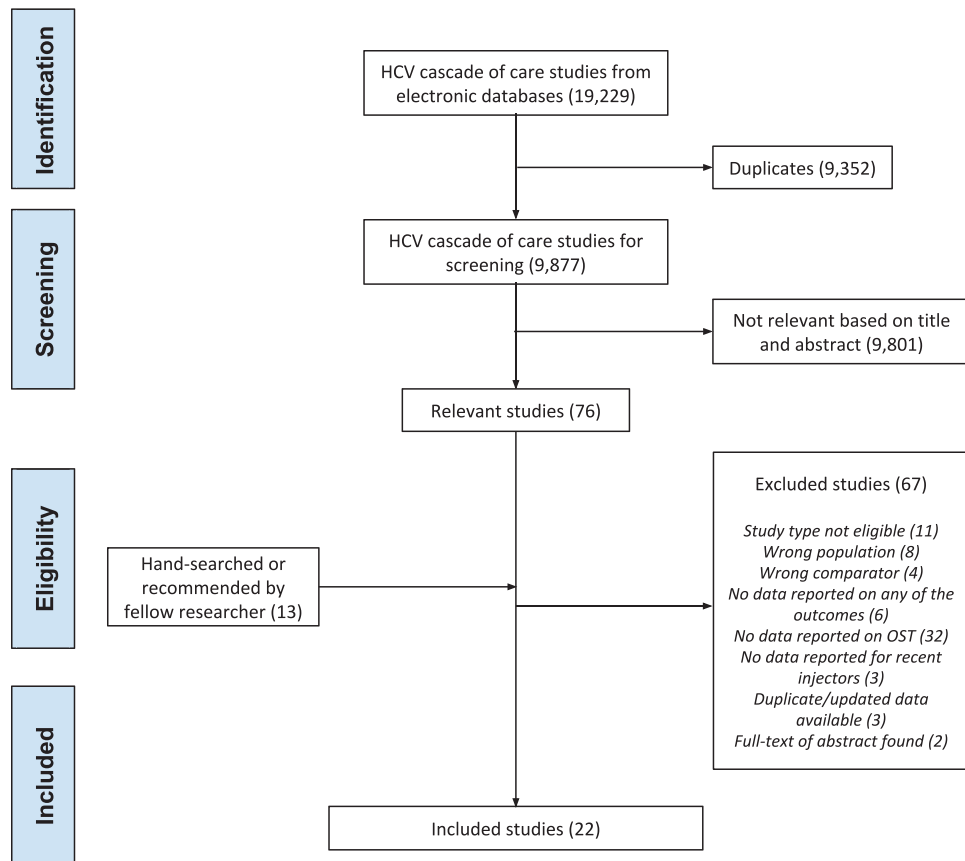 Identification
HCV cascade of care studies from
electronic databases (19,229)
Duplicates (9,352)
Screening
HCV cascade of care studies for
screening (9,877)
Not relevant based on title
and abstract (9,801)
Relevant studies (76)
Eligibility
Hand-searched or
recommended by
fellow researcher (13)
Excluded studies (67)
Study type not eligible (11)
Wrong population (8)
Wrong comparator (4)
No data reported on any of the
outcomes (6)
No data reported on OST (32)
No data reported for recent
injectors (3)
Duplicate/updated data
available (3)
Full-text of abstract found (2)
Included
Included studies (22)